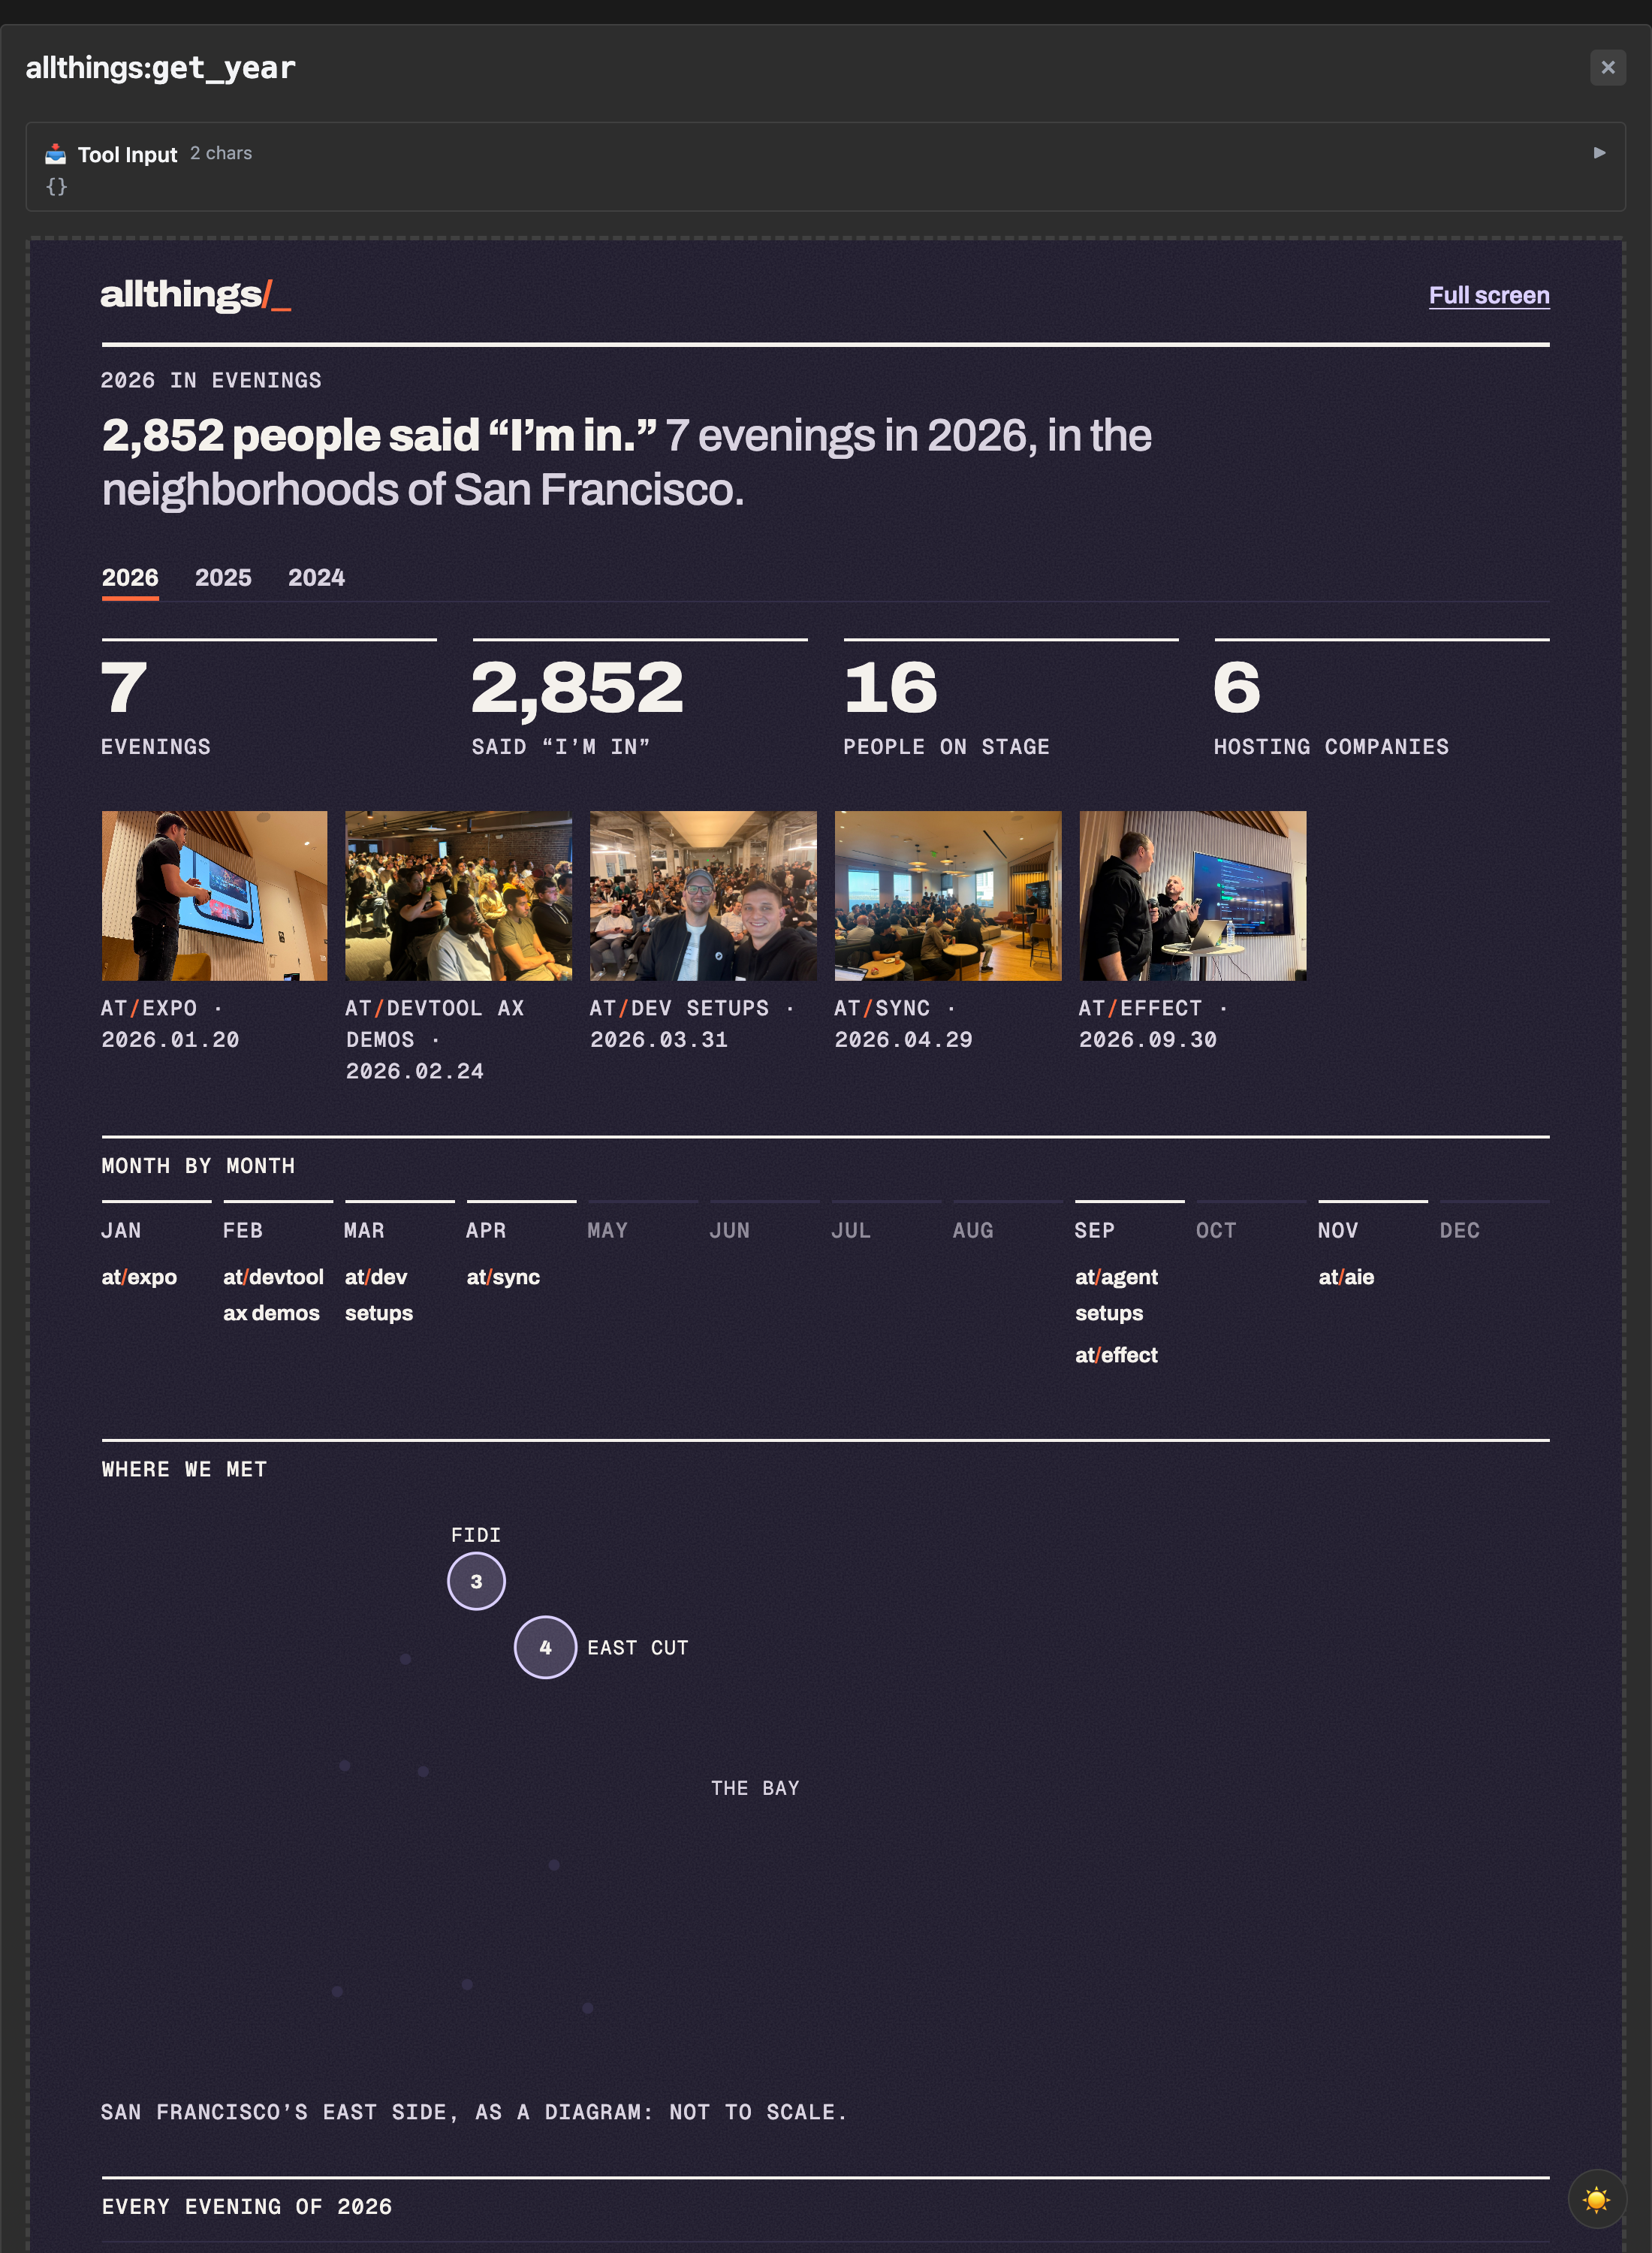 allthings:get_year
Tool Input 2 chars
{}
allthings/_
Full screen
2026 IN EVENINGS
2,852 people said “I’m in.” 7 evenings in 2026, in the
neighborhoods of San Francisco.
2026 2025 2024
7 2,852 16 6
EVENINGS SAID “I’M IN” PEOPLE ON STAGE HOSTING COMPANIES
AT/EXPO ·
2026.01.20
AT/DEVTOOL AX
DEMOS ·
2026.02.24
AT/DEV SETUPS ·
2026.03.31
AT/SYNC ·
2026.04.29
AT/EFFECT ·
2026.09.30
MONTH BY MONTH
JAN FEB MAR APR MAY JUN JUL AUG SEP OCT NOV DEC
at/expo
at/devtool
ax demos
at/dev
setups
at/sync
at/agent
setups
at/effect
at/aie
WHERE WE MET
FIDI
3
4 EAST CUT
THE BAY
SAN FRANCISCO’S EAST SIDE, AS A DIAGRAM: NOT TO SCALE.
EVERY EVENING OF 2026